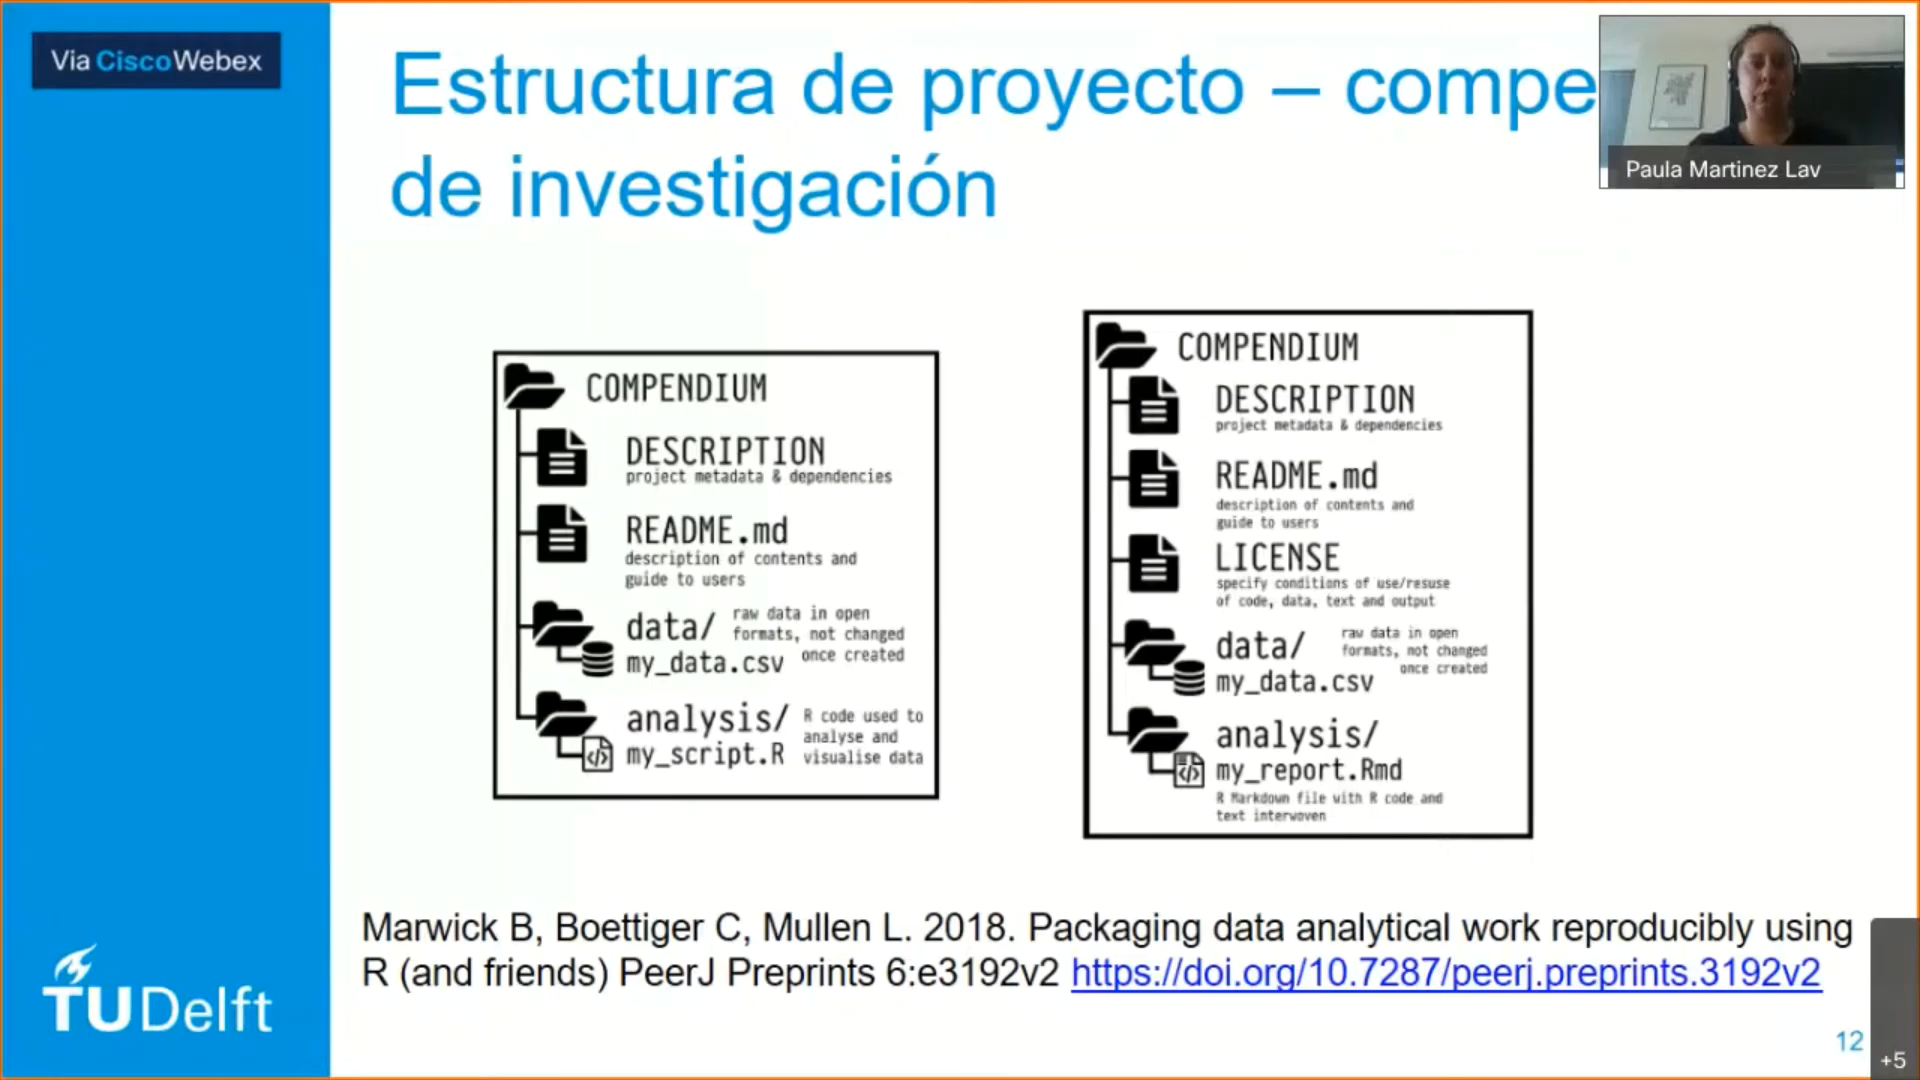 Via CiscoWebex
Estructura de proyecto – compe
de investigación
Paula Martinez Lav
COMPENDIUM
DESCRIPTION
project metadata & dependencies
README.md
description of contents and
guide to users
data/
raw data in open
formats, not changed
once created
my_data.csv
analysis/
R code used to
analyse and
visualise data
my_script.R
COMPENDIUM
DESCRIPTION
project metadata & dependencies
README.md
description of contents and
guide to users
LICENSE
specify conditions of use/resuse
of code, data, text and output
data/
raw data in open
formats, not changed
once created
my_data.csv
analysis/
my_report.Rmd
R Markdown file with R code and
text interwoven
Marwick B, Boettiger C, Mullen L. 2018. Packaging data analytical work reproducibly using
R (and friends) PeerJ Preprints 6:e3192v2 https://doi.org/10.7287/peerj.preprints.3192v2
TUDelft
12
+5